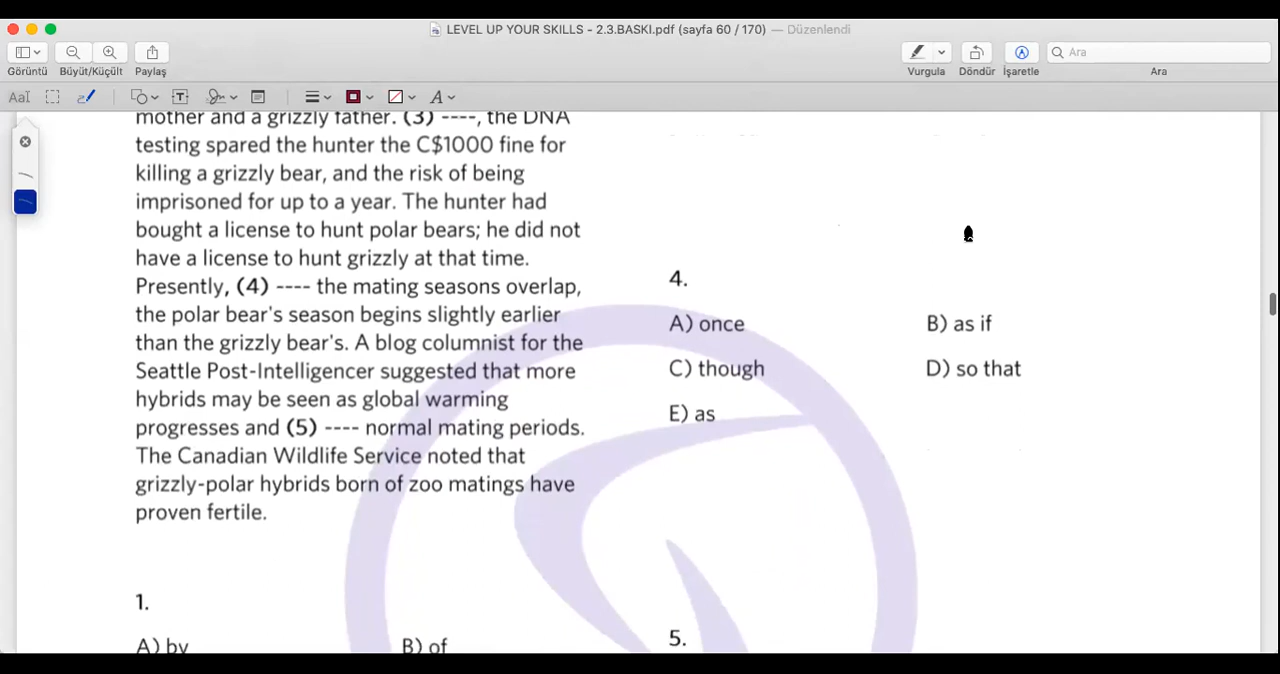 LEVEL UP YOUR SKILLS - 2.3.BASKI.pdf (sayfa 60 / 170) — Düzenlendi
Görüntü
Büyüt/Küçült
Paylaş
Vurgula
Döndür
İşaretle
Ara
Ara
mother and a grizzly father. (3) ----, the DNA
testing spared the hunter the C$1000 fine for
killing a grizzly bear, and the risk of being
imprisoned for up to a year. The hunter had
bought a license to hunt polar bears; he did not
have a license to hunt grizzly at that time.
Presently, (4) ---- the mating seasons overlap,
the polar bear's season begins slightly earlier
than the grizzly bear's. A blog columnist for the
Seattle Post-Intelligencer suggested that more
hybrids may be seen as global warming
progresses and (5) ---- normal mating periods.
The Canadian Wildlife Service noted that
grizzly-polar hybrids born of zoo matings have
proven fertile.
1.
A) by
B) of
4.
A) once
B) as if
C) though
D) so that
E) as
5.